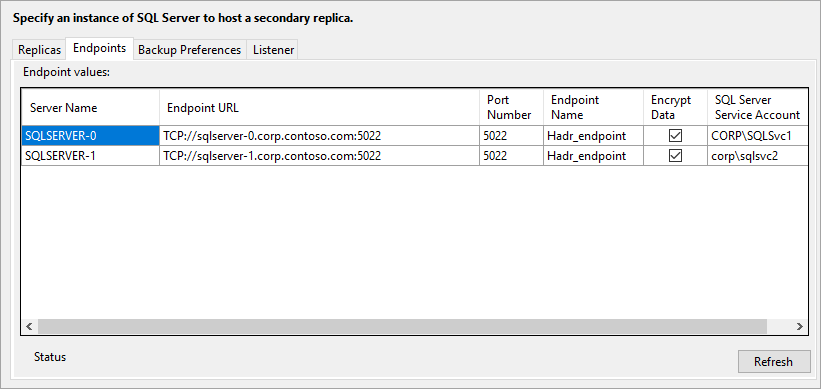 Specify an instance of SQL Server to host a secondary replica.
Replicas Endpoints Backup Preferences Listener
Endpoint values:
Server Name Endpoint URL Port Number Endpoint Name Encrypt Data SQL Server Service Account
SQLSERVER-0 TCP://sqlserver-0.corp.contoso.com:5022 5022 Hadr_endpoint CORP\SQLSvc1
SQLSERVER-1 TCP://sqlserver-1.corp.contoso.com:5022 5022 Hadr_endpoint corp\sqlsvc2
Status
Refresh